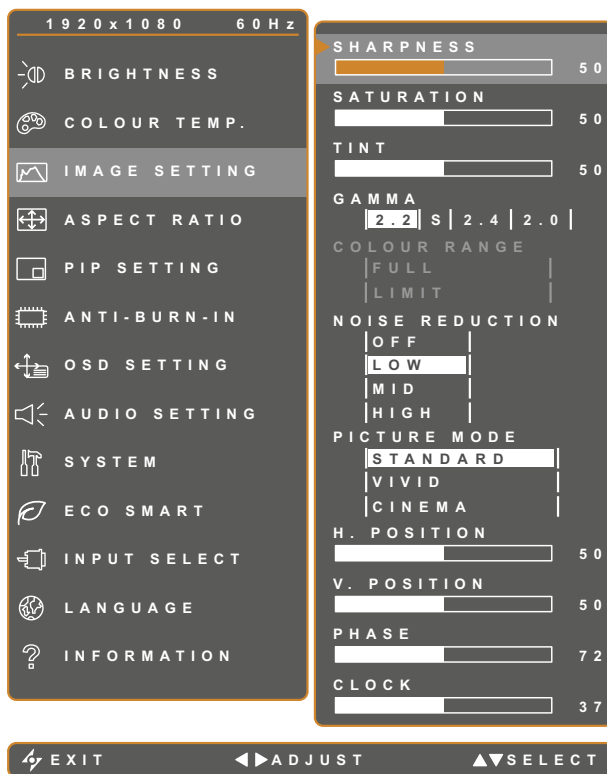 1920x1080 60Hz
BRIGHTNESS
COLOUR TEMP.
IMAGE SETTING
ASPECT RATIO
PIP SETTING
ANTI-BURN-IN
OSD SETTING
AUDIO SETTING
SYSTEM
ECO SMART
INPUT SELECT
LANGUAGE
INFORMATION
SHARPNESS
50
SATURATION
50
TINT
50
GAMMA
2.2 S 2.4 2.0
COLOUR RANGE
FULL
LIMIT
NOISE REDUCTION
OFF
LOW
MID
HIGH
PICTURE MODE
STANDARD
VIVID
CINEMA
H. POSITION
50
V. POSITION
50
PHASE
72
CLOCK
37
EXIT ADJUST SELECT